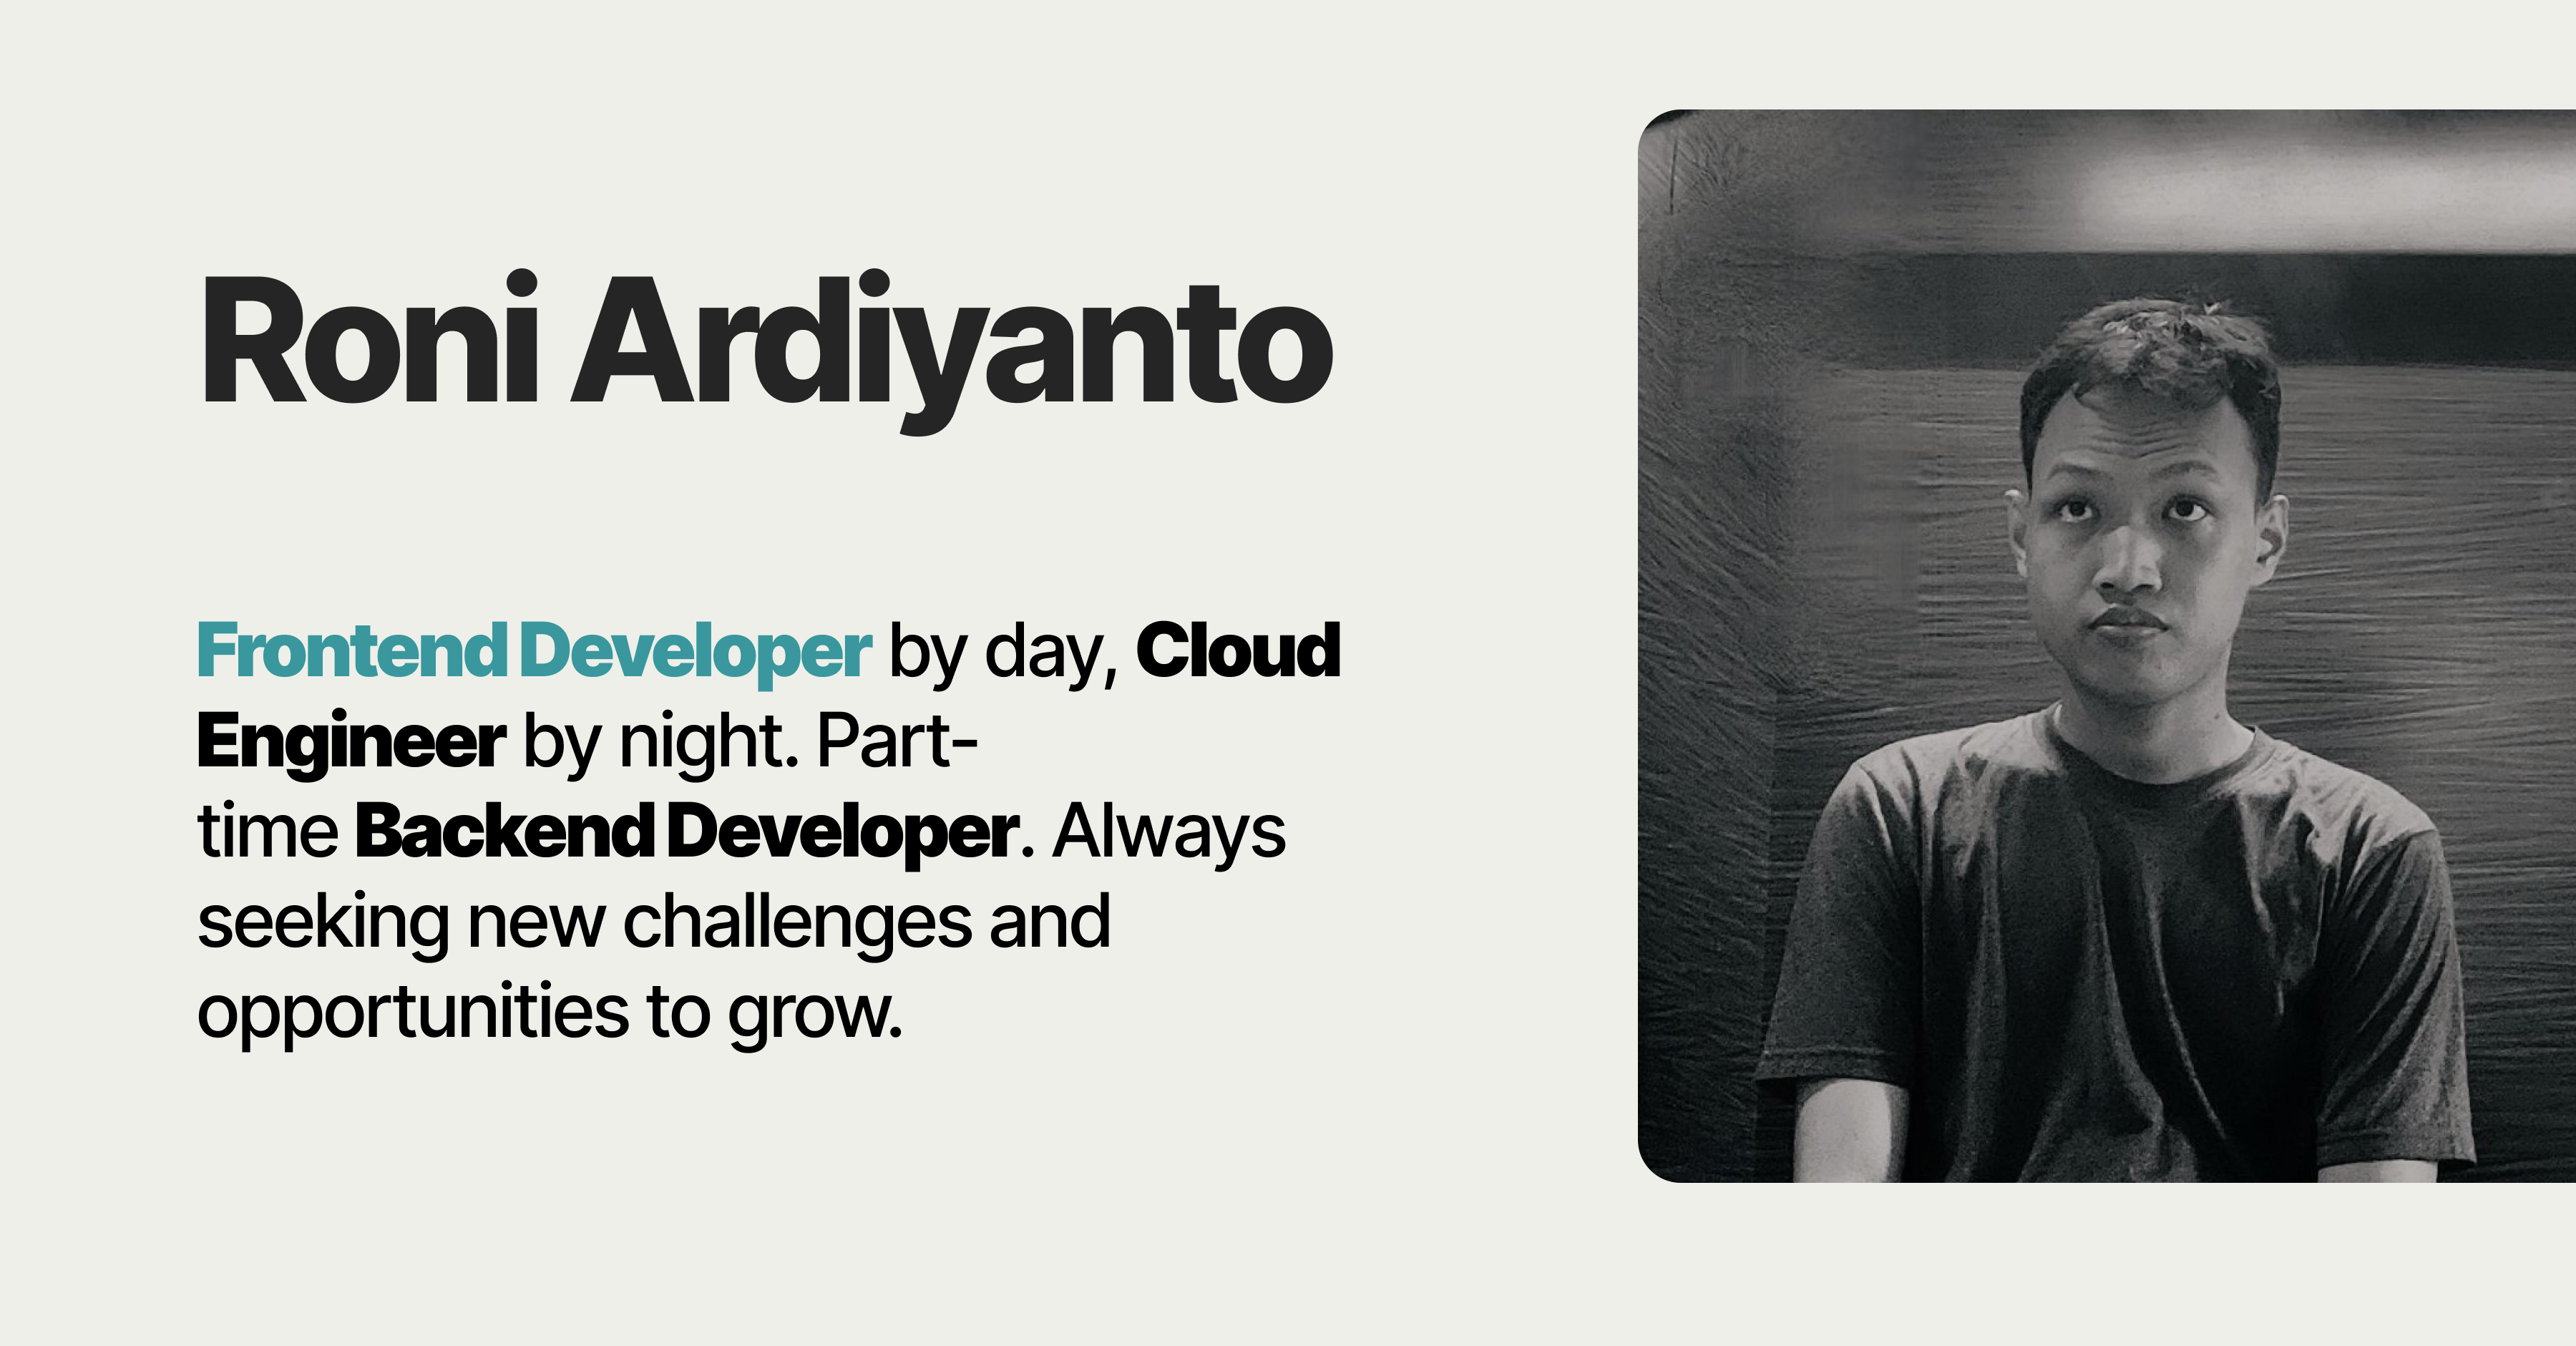 Roni Ardiyanto
Frontend Developer by day, Cloud
Engineer by night. Part-
time Backend Developer. Always
seeking new challenges and
opportunities to grow.